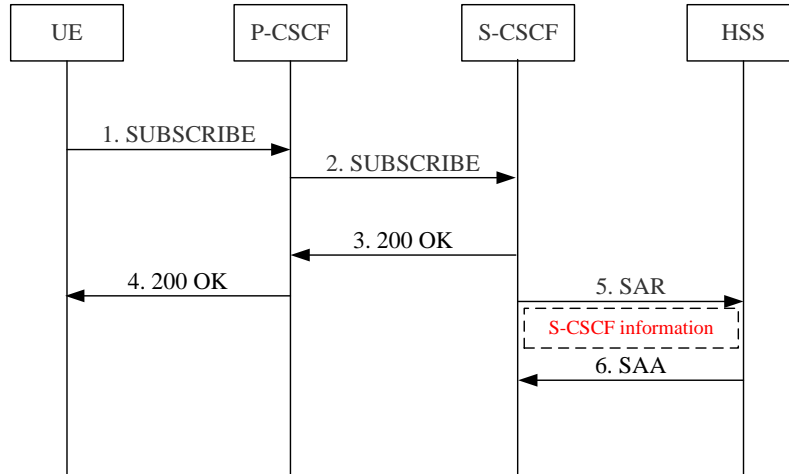 UE
P-CSCF
S-CSCF
HSS
1. SUBSCRIBE
2. SUBSCRIBE
3. 200 OK
4. 200 OK
5. SAR
S-CSCF information
6. SAA